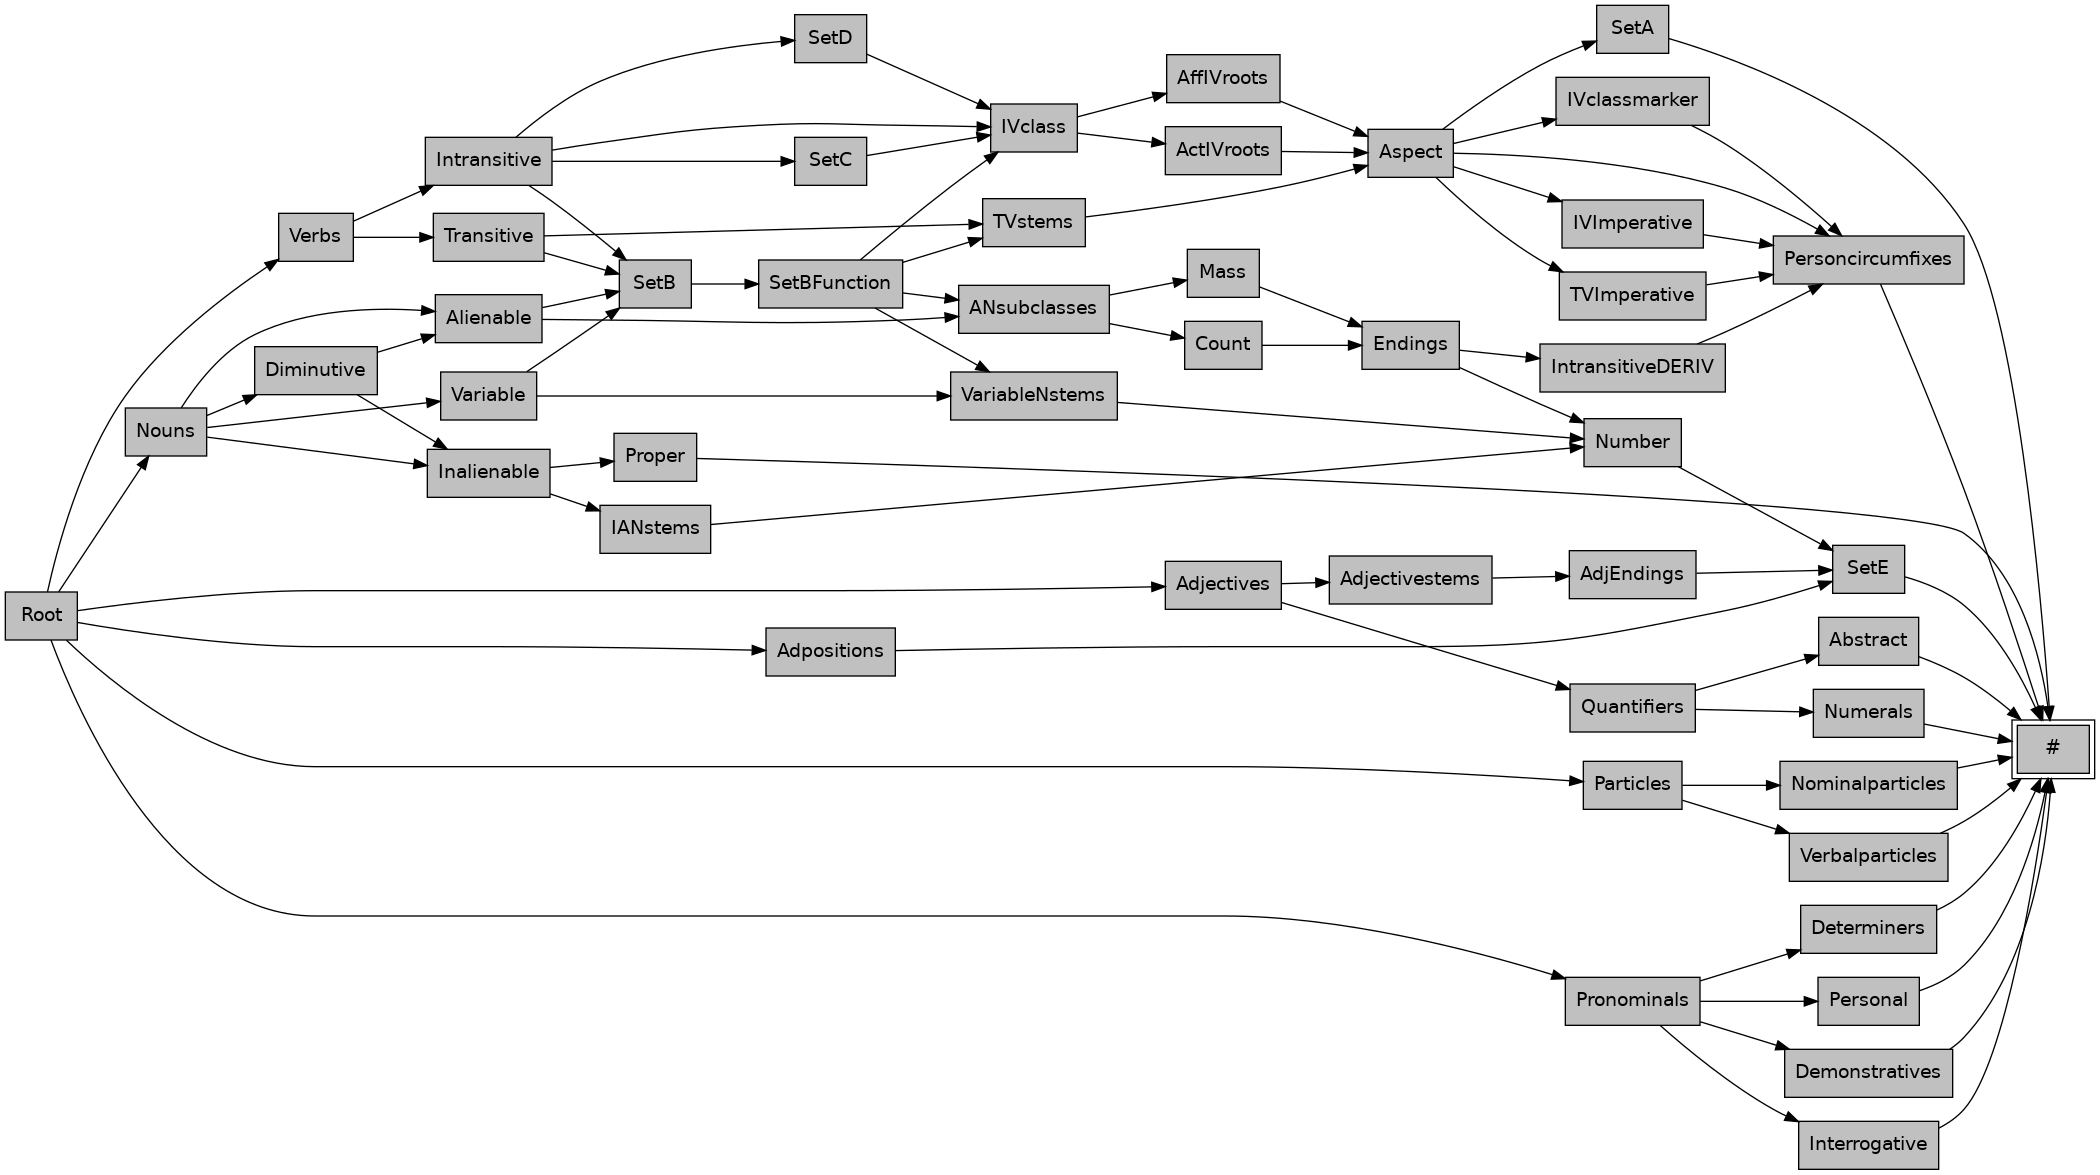 SetA
SetD
AffIVroots
IVclassmarker
IVclass
Intransitive
SetC
ActIVroots
Aspect
Verbs
Transitive
TVstems
IVImperative
Personcircumfixes
SetB
SetBFunction
Mass
TVImperative
Alienable
ANsubclasses
Count
Endings
Diminutive
IntransitiveDERIV
Variable
VariableNstems
Nouns
Number
Inalienable
Proper
IANstems
Root
Adjectives
Adjectivestems
AdjEndings
SetE
Adpositions
Abstract
Quantifiers
Numerals
#
Particles
Nominalparticles
Verbalparticles
Determiners
Pronominals
Personal
Demonstratives
Interrogative